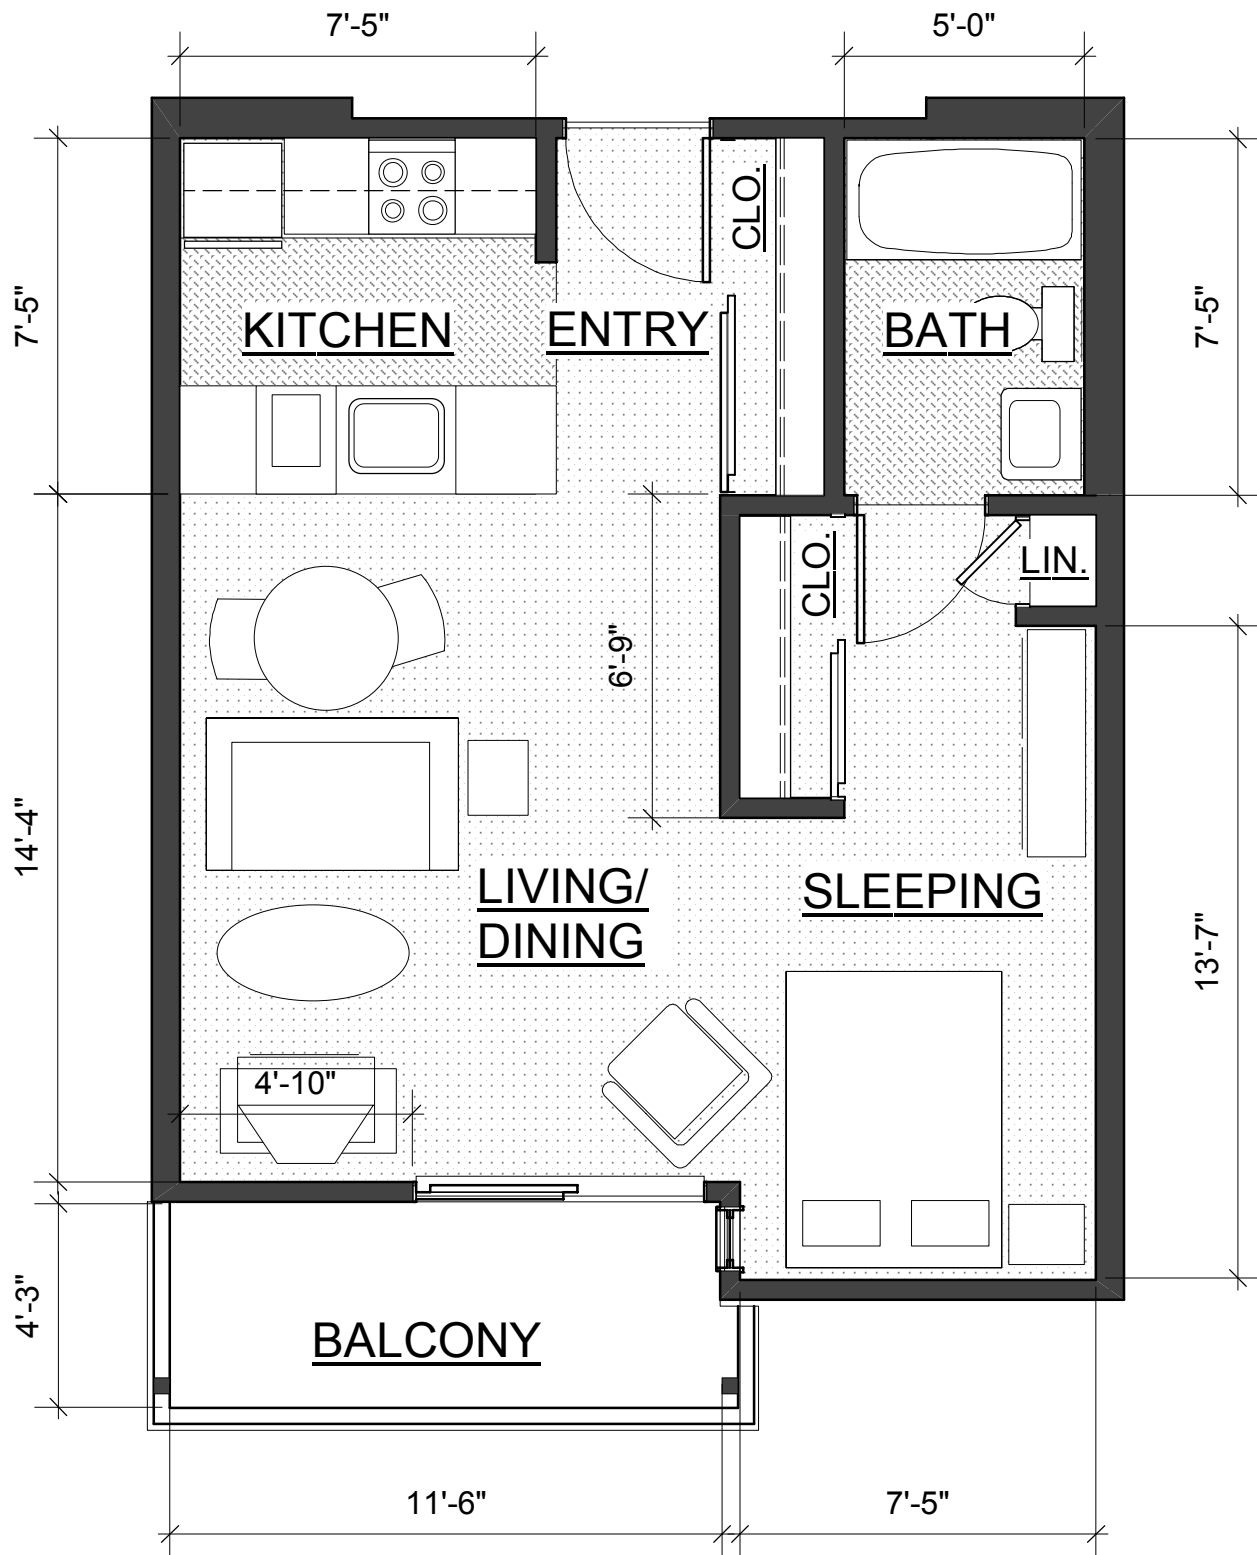 7'-5"
5'-0"
CLO.
7'-5"
KITCHEN
ENTRY
BATH
7'-5"
CLO.
LIN.
6'-9"
14'-4"
LIVING/
DINING
SLEEPING
13'-7"
4'-10"
4'-3"
BALCONY
11'-6"
7'-5"